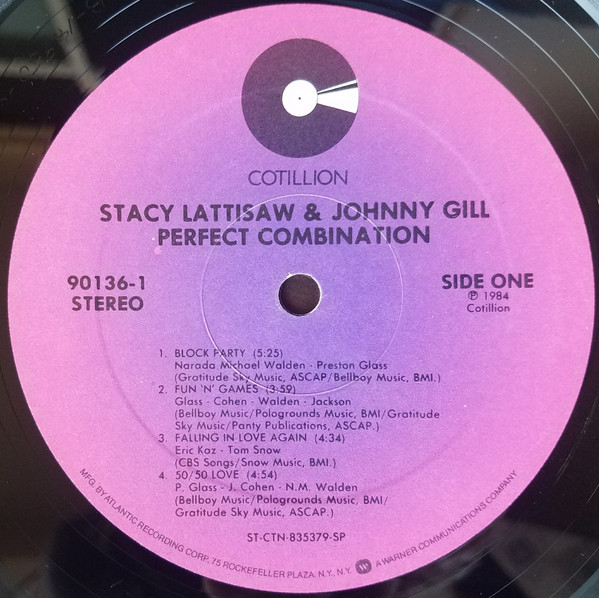 COTILLION
STACY LATTISAW & JOHNNY GILL
PERFECT COMBINATION
90136-1
STEREO
SIDE ONE
℗ 1984
Cotillion
1. BLOCK PARTY (5:25)
Narada Michael Walden - Preston Glass
(Gratitude Sky Music, ASCAP/Bellboy Music, BMI.)
2. FUN 'N' GAMES (3:59)
Glass - Cohen - Walden - Jackson
(Bellboy Music/Pologrounds Music, BMI/Gratitude
Sky Music/Panty Publications, ASCAP.)
3. FALLING IN LOVE AGAIN (4:34)
Eric Kaz - Tom Snow
(CBS Songs/Snow Music, BMI.)
4. 50/50 LOVE (4:54)
P. Glass - J. Cohen - N.M. Walden
(Bellboy Music/Pologrounds Music, BMI/
Gratitude Sky Music, ASCAP.)
ST-CTN-835379-SP
MFG. BY ATLANTIC RECORDING CORP. 75 ROCKEFELLER PLAZA, N.Y., N.Y. A WARNER COMMUNICATIONS COMPANY